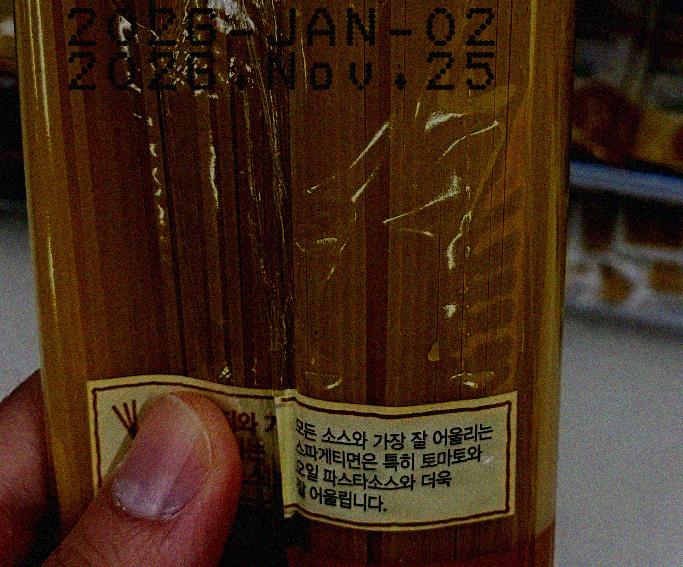 2026-JAN-02
2028.Nov.25
모든 소스와 가장 잘 어울리는
스파게티면은 특히 토마토와
오일 파스타소스와 더욱
잘 어울립니다.